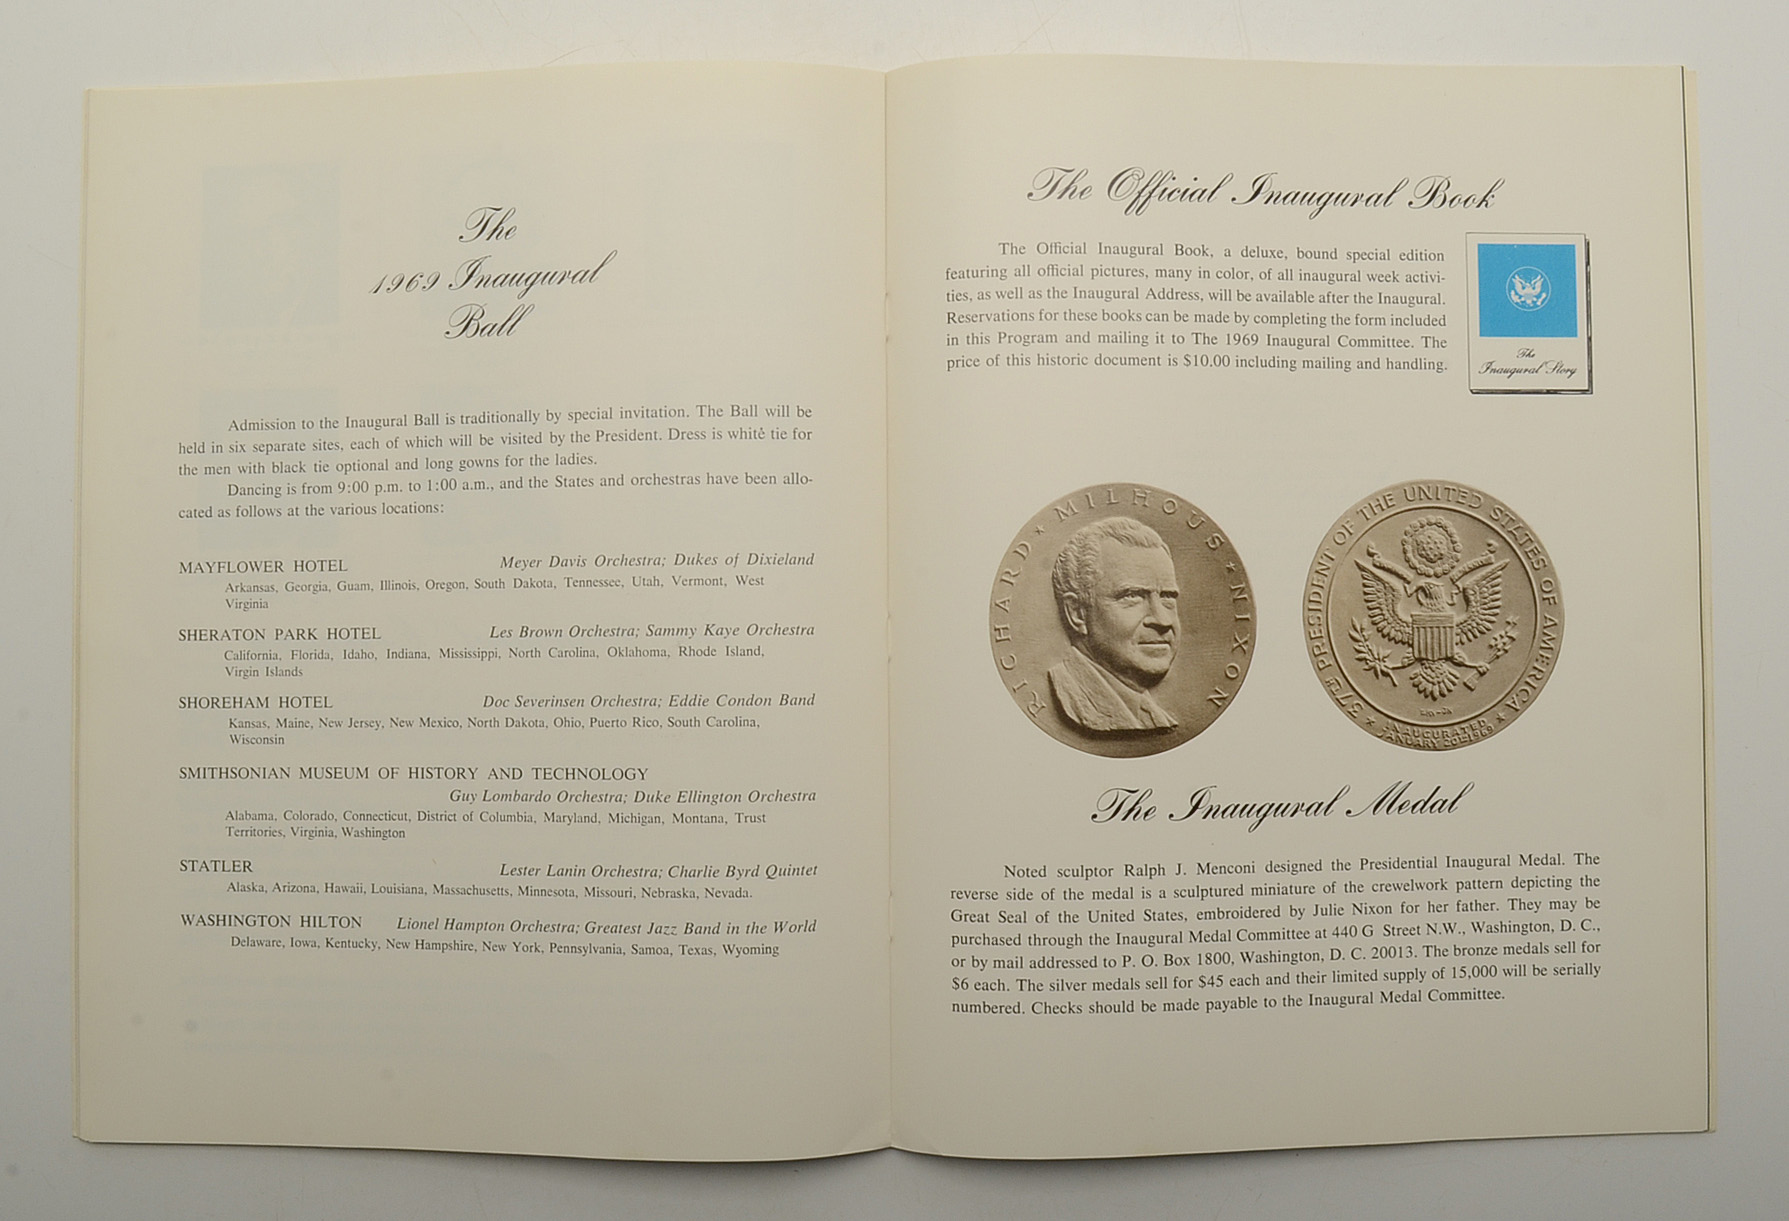 The
1969 Inaugural
Ball
Admission to the Inaugural Ball is traditionally by special invitation. The Ball will be
held in six separate sites, each of which will be visited by the President. Dress is white tie for
the men with black tie optional and long gowns for the ladies.
Dancing is from 9:00 p.m. to 1:00 a.m., and the States and orchestras have been allo-
cated as follows at the various locations:
MAYFLOWER HOTEL Meyer Davis Orchestra; Dukes of Dixieland
Arkansas, Georgia, Guam, Illinois, Oregon, South Dakota, Tennessee, Utah, Vermont, West
Virginia
SHERATON PARK HOTEL Les Brown Orchestra; Sammy Kaye Orchestra
California, Florida, Idaho, Indiana, Mississippi, North Carolina, Oklahoma, Rhode Island,
Virgin Islands
SHOREHAM HOTEL Doc Severinsen Orchestra; Eddie Condon Band
Kansas, Maine, New Jersey, New Mexico, North Dakota, Ohio, Puerto Rico, South Carolina,
Wisconsin
SMITHSONIAN MUSEUM OF HISTORY AND TECHNOLOGY
Guy Lombardo Orchestra; Duke Ellington Orchestra
Alabama, Colorado, Connecticut, District of Columbia, Maryland, Michigan, Montana, Trust
Territories, Virginia, Washington
STATLER Lester Lanin Orchestra; Charlie Byrd Quintet
Alaska, Arizona, Hawaii, Louisiana, Massachusetts, Minnesota, Missouri, Nebraska, Nevada.
WASHINGTON HILTON Lionel Hampton Orchestra; Greatest Jazz Band in the World
Delaware, Iowa, Kentucky, New Hampshire, New York, Pennsylvania, Samoa, Texas, Wyoming
The Official Inaugural Book
The Official Inaugural Book, a deluxe, bound special edition
featuring all official pictures, many in color, of all inaugural week activi-
ties, as well as the Inaugural Address, will be available after the Inaugural.
Reservations for these books can be made by completing the form included
in this Program and mailing it to The 1969 Inaugural Committee. The
price of this historic document is $10.00 including mailing and handling.
The
Inaugural Story
RICHARD ★ MILHOUS ★ NIXON
37TH PRESIDENT OF THE UNITED STATES OF AMERICA
★ INAUGURATED ★
JANUARY 20, 1969
The Inaugural Medal
Noted sculptor Ralph J. Menconi designed the Presidential Inaugural Medal. The
reverse side of the medal is a sculptured miniature of the crewelwork pattern depicting the
Great Seal of the United States, embroidered by Julie Nixon for her father. They may be
purchased through the Inaugural Medal Committee at 440 G Street N.W., Washington, D. C.,
or by mail addressed to P. O. Box 1800, Washington, D. C. 20013. The bronze medals sell for
$6 each. The silver medals sell for $45 each and their limited supply of 15,000 will be serially
numbered. Checks should be made payable to the Inaugural Medal Committee.